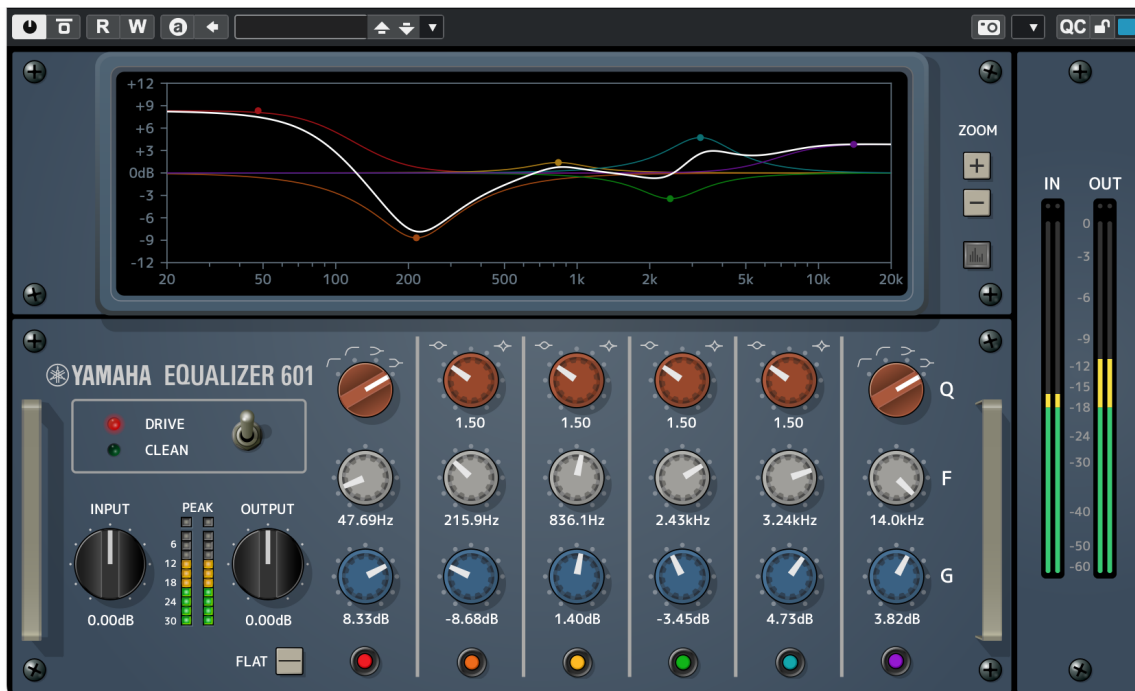 R W a QC
+12
+9
+6
+3
0dB
-3
-6
-9
-12
20 50 100 200 500 1k 2k 5k 10k 20k
ZOOM
+
−
IN OUT
0
-3
-6
-9
-12
-15
-18
-24
-30
-40
-50
-60
YAMAHA EQUALIZER 601
DRIVE
CLEAN
INPUT PEAK OUTPUT
6
12
18
24
30
0.00dB 0.00dB
FLAT
1.50 1.50 1.50 1.50 Q
47.69Hz 215.9Hz 836.1Hz 2.43kHz 3.24kHz 14.0kHz F
8.33dB -8.68dB 1.40dB -3.45dB 4.73dB 3.82dB G